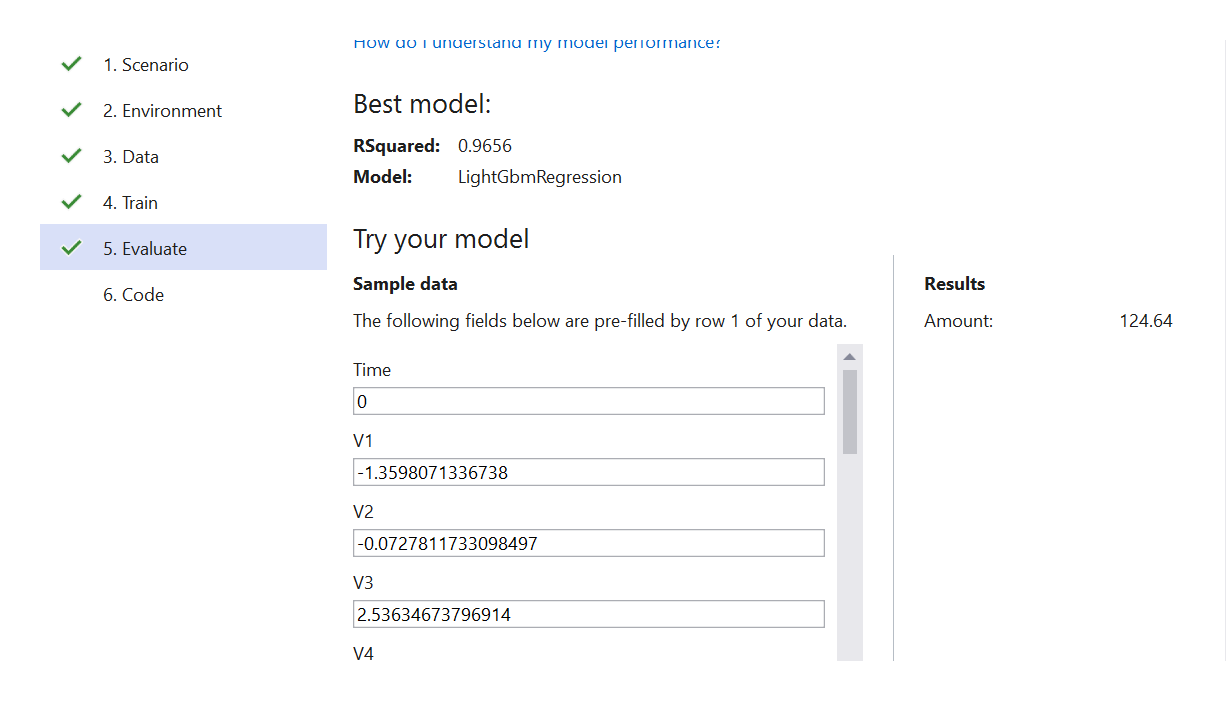 How do I understand my model performance?
1. Scenario
2. Environment
3. Data
4. Train
5. Evaluate
6. Code
Best model:
RSquared: 0.9656
Model: LightGbmRegression
Try your model
Sample data
The following fields below are pre-filled by row 1 of your data.
Time
0
V1
-1.3598071336738
V2
-0.0727811733098497
V3
2.53634673796914
V4
Results
Amount: 124.64